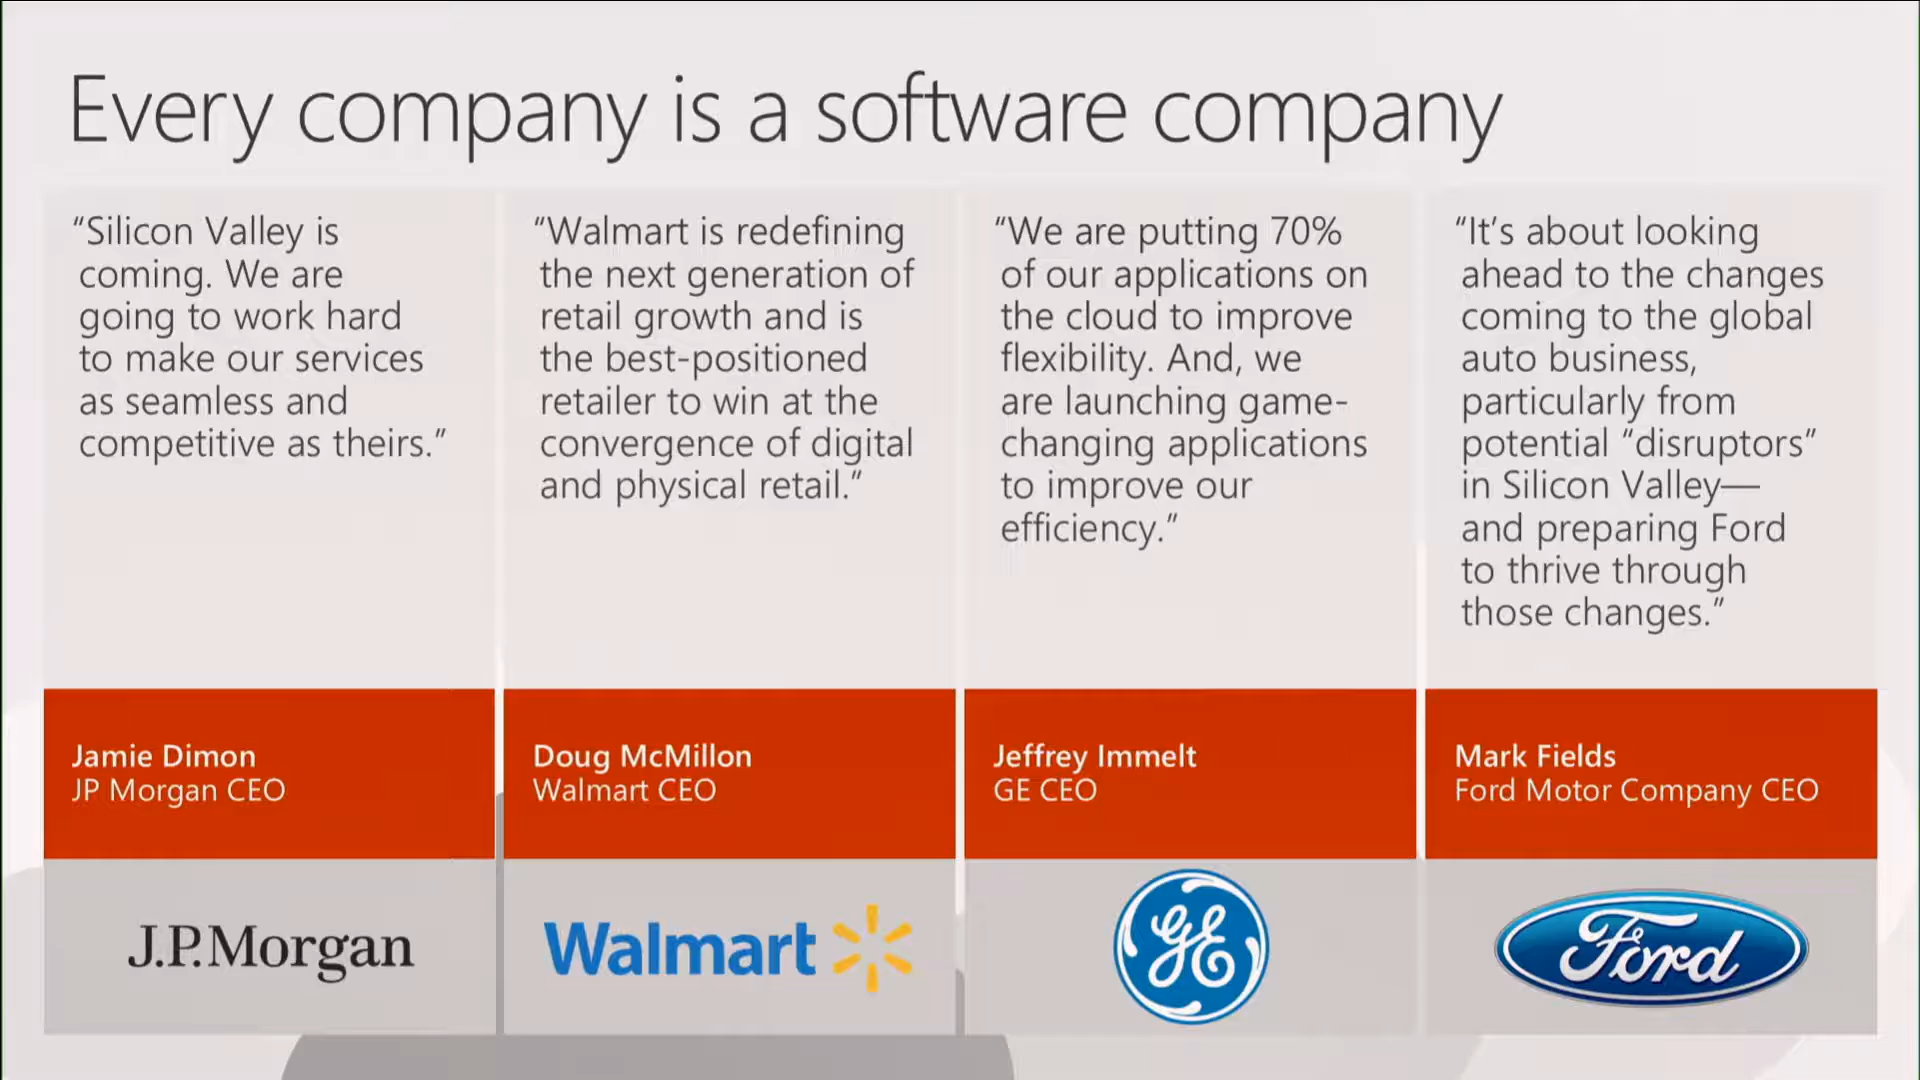 Every company is a software company
“Silicon Valley is
coming. We are
going to work hard
to make our services
as seamless and
competitive as theirs.”
Jamie Dimon
JP Morgan CEO
J.P.Morgan
“Walmart is redefining
the next generation of
retail growth and is
the best-positioned
retailer to win at the
convergence of digital
and physical retail.”
Doug McMillon
Walmart CEO
Walmart
“We are putting 70%
of our applications on
the cloud to improve
flexibility. And, we
are launching game-
changing applications
to improve our
efficiency.”
Jeffrey Immelt
GE CEO
GE
“It’s about looking
ahead to the changes
coming to the global
auto business,
particularly from
potential “disruptors”
in Silicon Valley—
and preparing Ford
to thrive through
those changes.”
Mark Fields
Ford Motor Company CEO
Ford